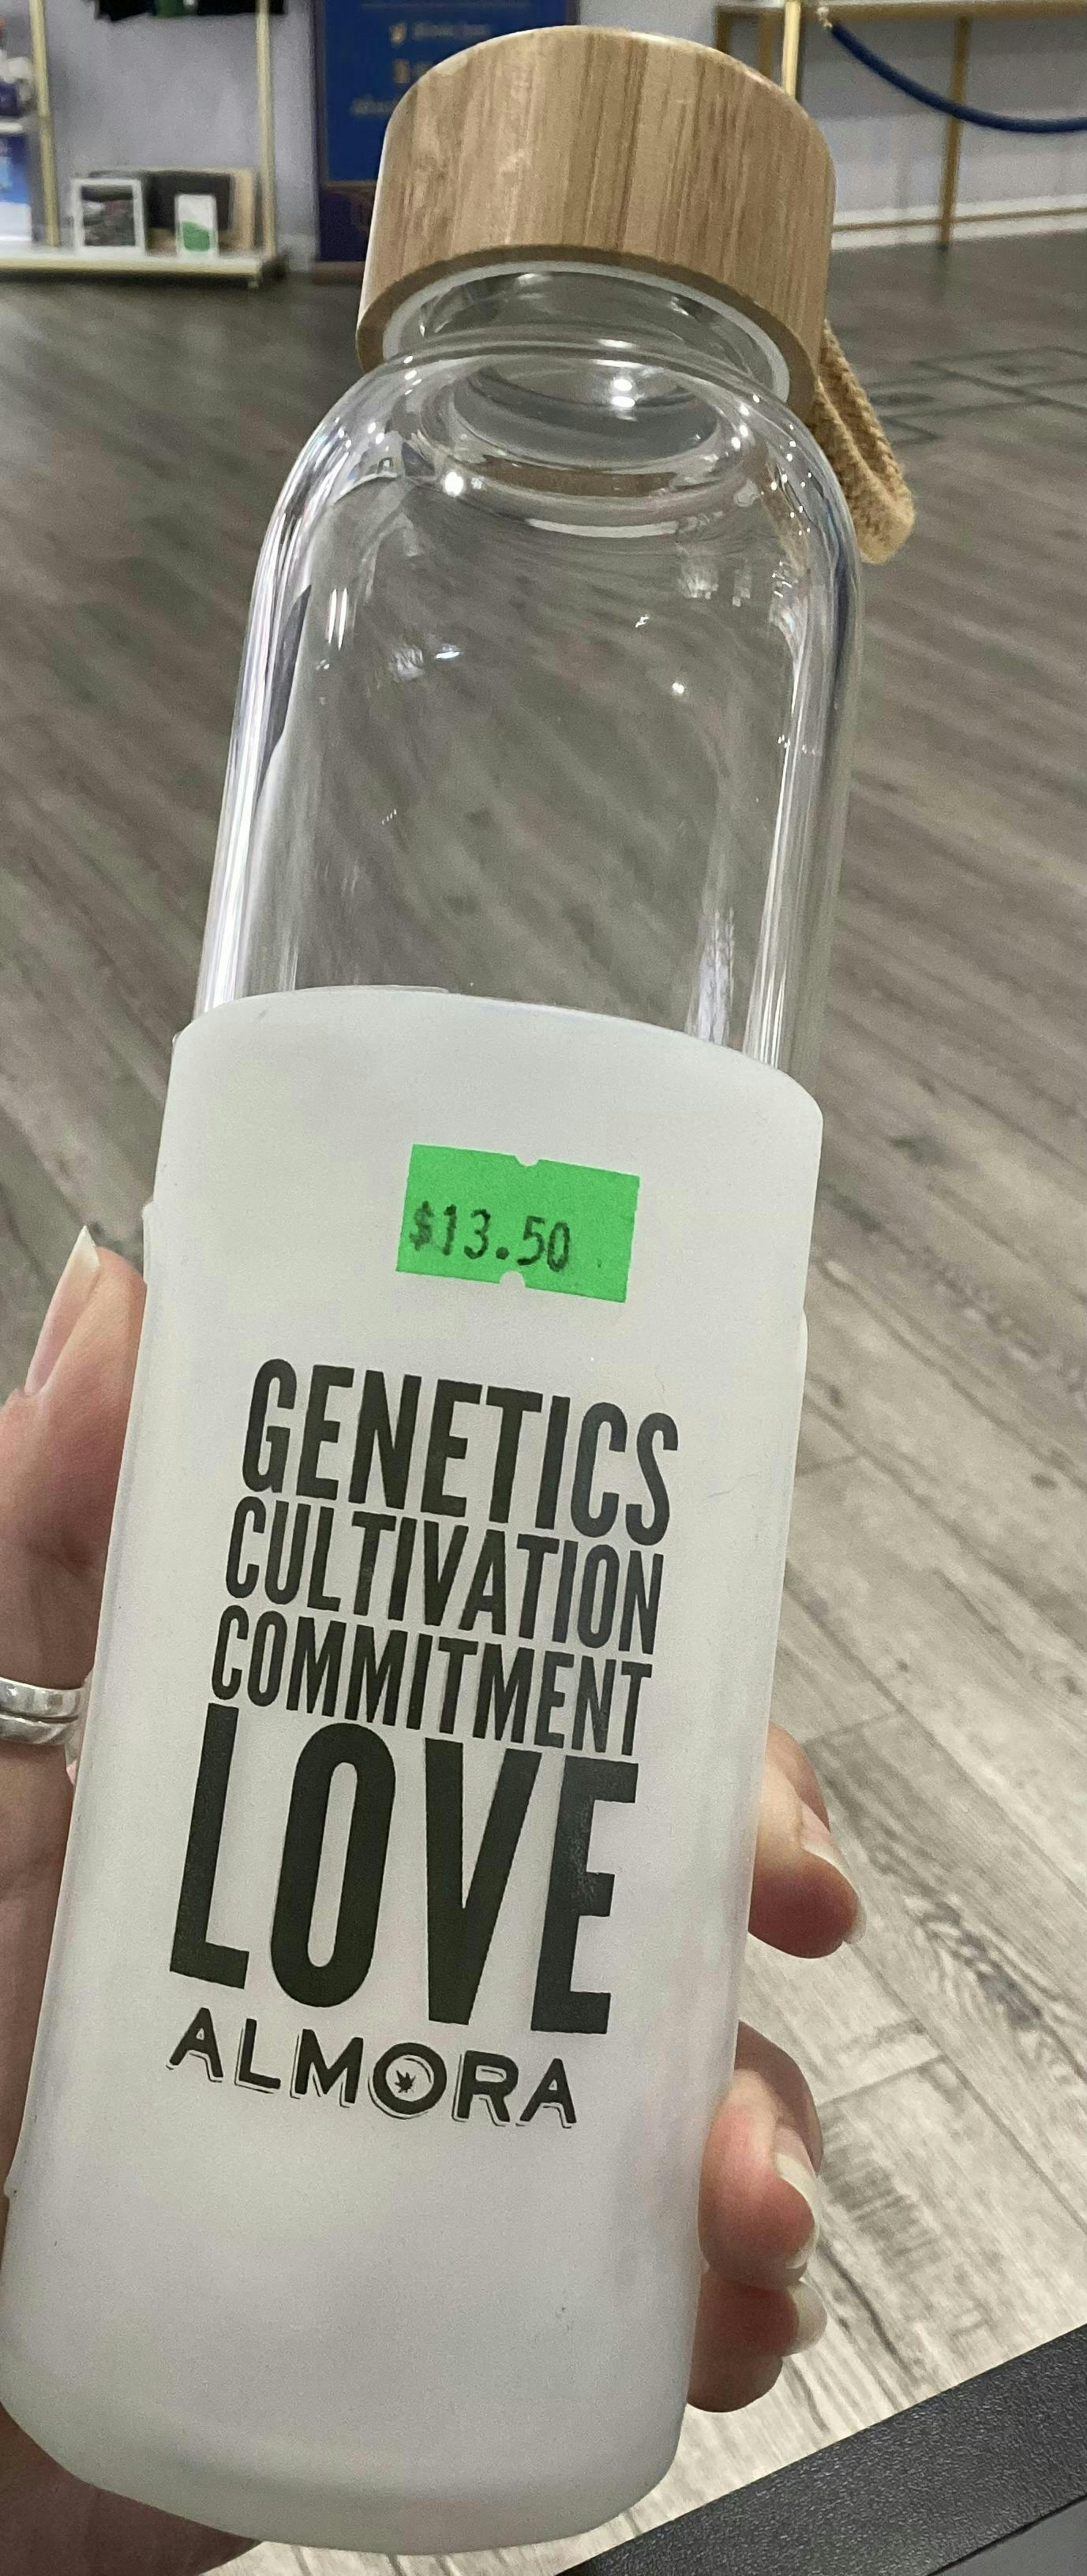 $13.50
GENETICS
CULTIVATION
COMMITMENT
LOVE
ALMORA